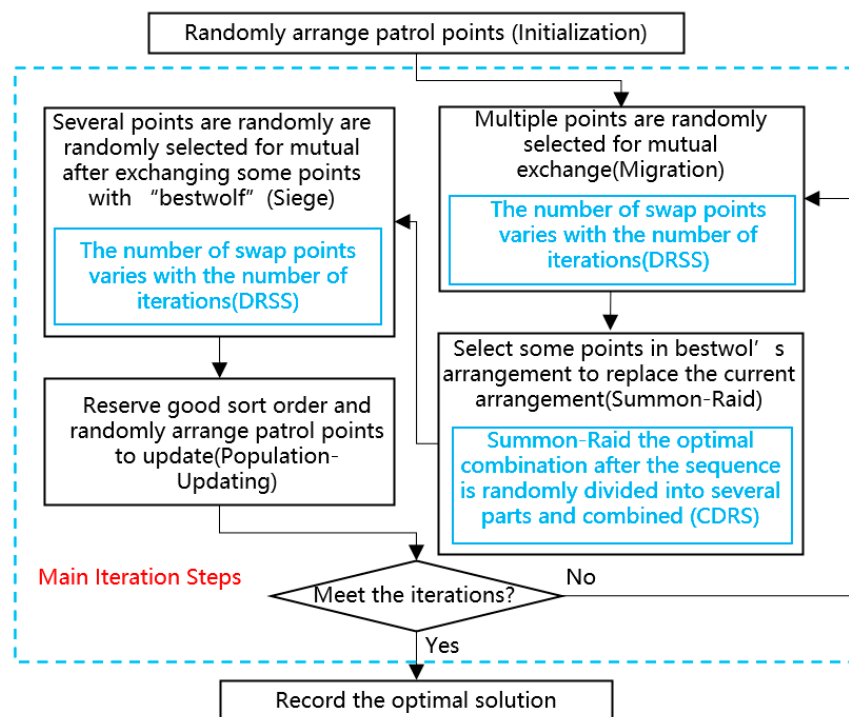 Randomly arrange patrol points (Initialization)
Multiple points are randomly
selected for mutual
exchange(Migration)
The number of swap points
varies with the number of
iterations(DRSS)
Select some points in bestwol's
arrangement to replace the current
arrangement(Summon-Raid)
Summon-Raid the optimal
combination after the sequence
is randomly divided into several
parts and combined (CDRS)
Several points are randomly are
randomly selected for mutual
after exchanging some points
with “bestwolf”(Siege)
The number of swap points
varies with the number of
iterations(DRSS)
Reserve good sort order and
randomly arrange patrol points
to update(Population-
Updating)
Main Iteration Steps
Meet the iterations?
No
Yes
Record the optimal solution